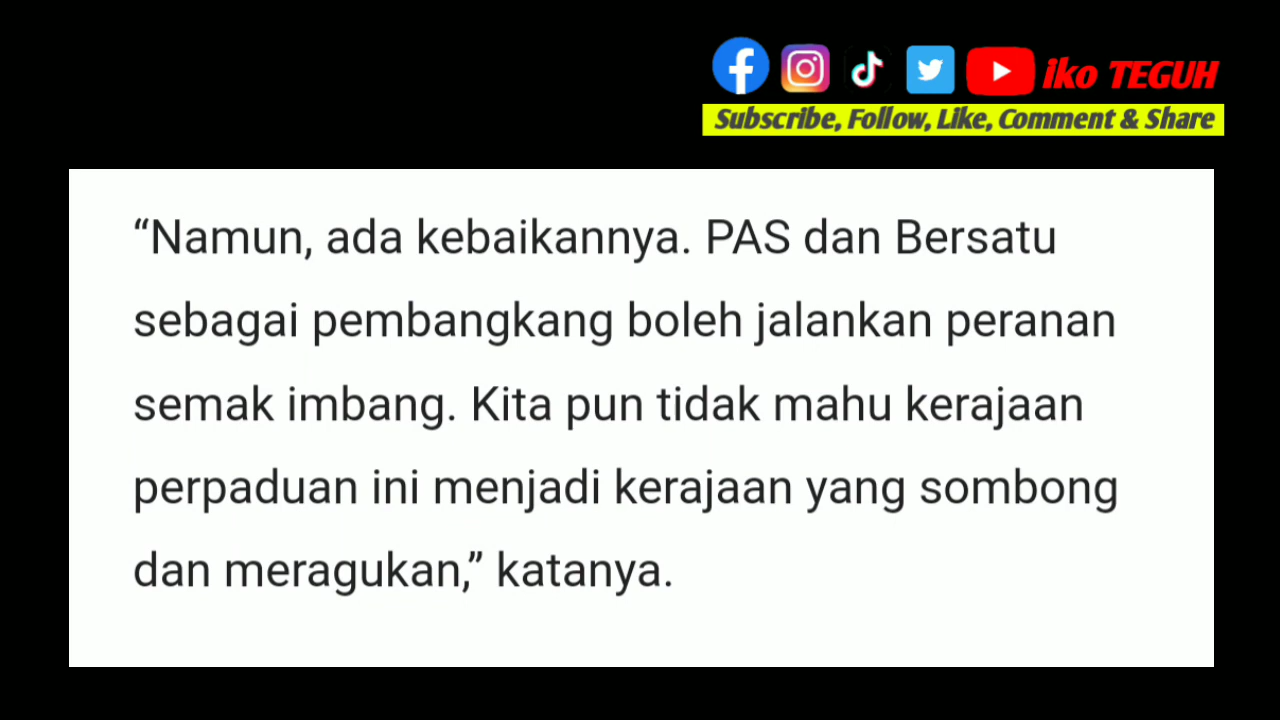 iko TEGUH
Subscribe, Follow, Like, Comment & Share
“Namun, ada kebaikannya. PAS dan Bersatu
sebagai pembangkang boleh jalankan peranan
semak imbang. Kita pun tidak mahu kerajaan
perpaduan ini menjadi kerajaan yang sombong
dan meragukan,” katanya.